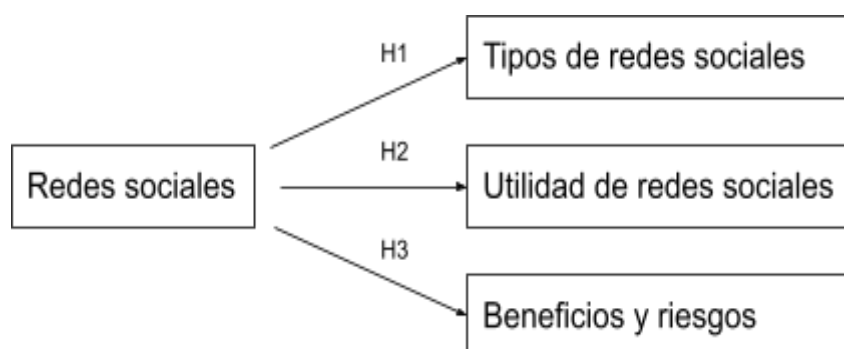 H1
Tipos de redes sociales
Redes sociales
H2
Utilidad de redes sociales
H3
Beneficios y riesgos